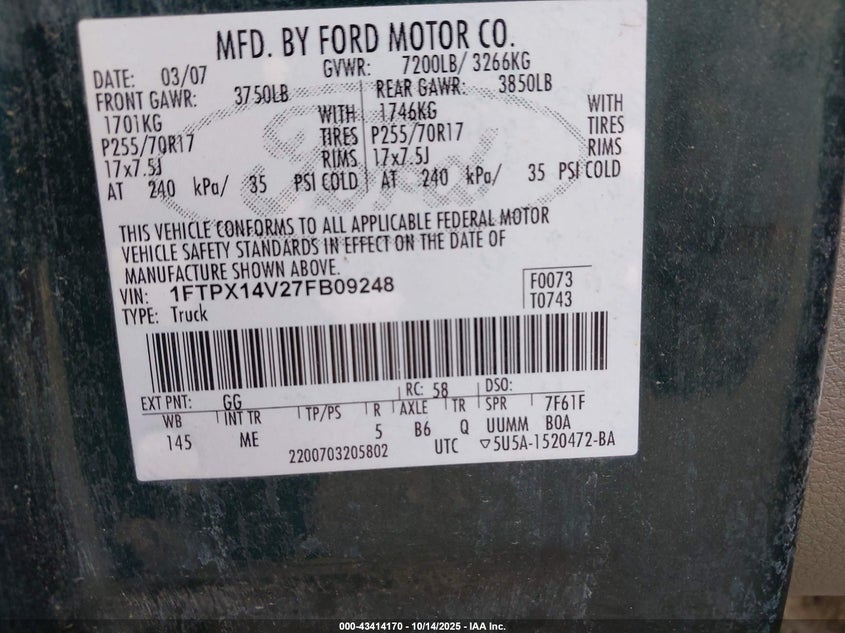 MFD. BY FORD MOTOR CO.
DATE: 03/07 GVWR: 7200LB/ 3266KG
FRONT GAWR: 3750LB REAR GAWR: 3850LB
1701KG WITH 1746KG WITH
P255/70R17 TIRES P255/70R17 TIRES
17x7.5J RIMS 17x7.5J RIMS
AT 240 kPa/ 35 PSI COLD AT 240 kPa/ 35 PSI COLD
THIS VEHICLE CONFORMS TO ALL APPLICABLE FEDERAL MOTOR
VEHICLE SAFETY STANDARDS IN EFFECT ON THE DATE OF
MANUFACTURE SHOWN ABOVE.
VIN: 1FTPX14V27FB09248 F0073
TYPE: Truck T0743
EXT PNT: GG RC: 58 DSO:
WB INT TR TP/PS R AXLE TR SPR 7F61F
145 ME 5 B6 Q UUMM BOA
2200703205802 UTC ▽5U5A-1520472-BA
Ford
000-43414170 - 10/14/2025 - IAA Inc.